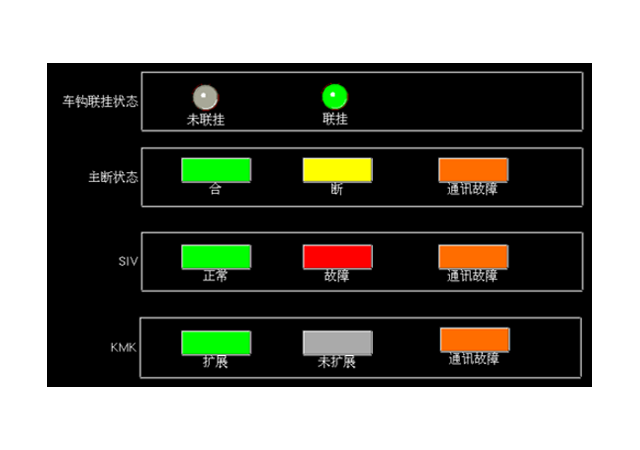 车钩联挂状态
未联挂 联挂
主断状态
合 断 通讯故障
SIV
正常 故障 通讯故障
KMK
扩展 未扩展 通讯故障